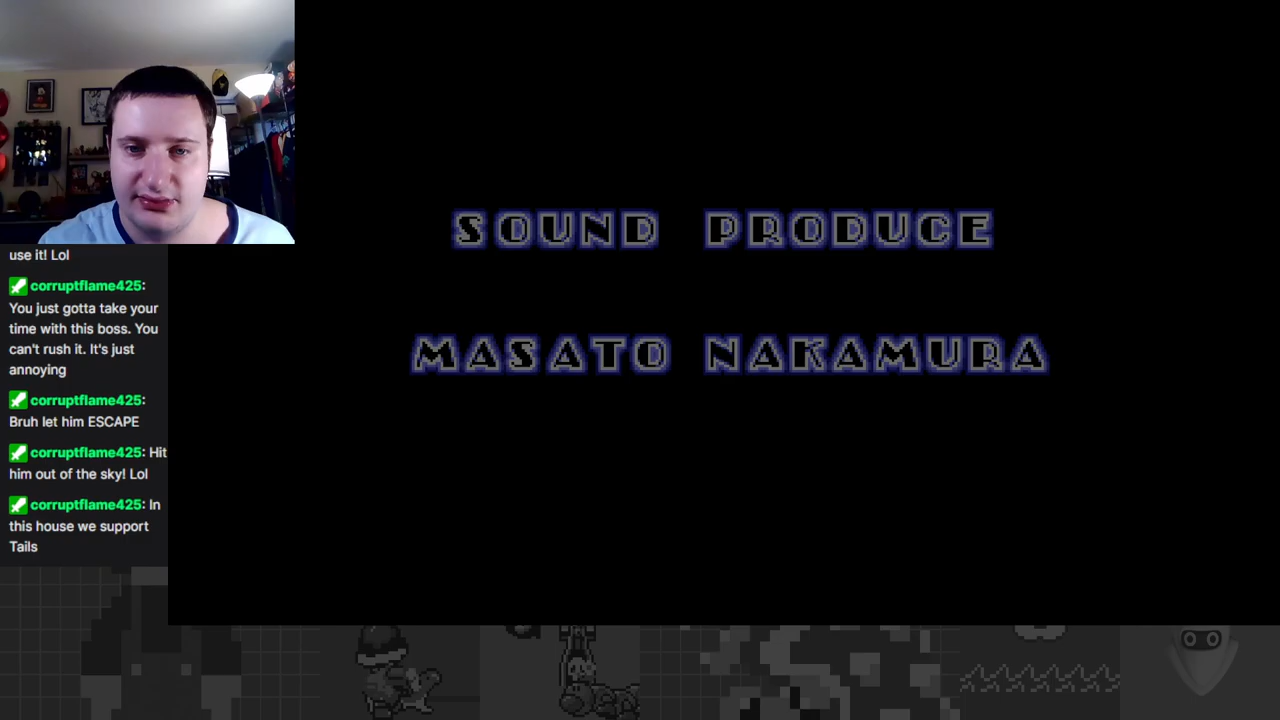 SOUND PRODUCE
MASATO NAKAMURA
use it! Lol
corruptflame425:
You just gotta take your
time with this boss. You
can't rush it. It's just
annoying
corruptflame425:
Bruh let him ESCAPE
corruptflame425: Hit
him out of the sky! Lol
corruptflame425: In
this house we support
Tails